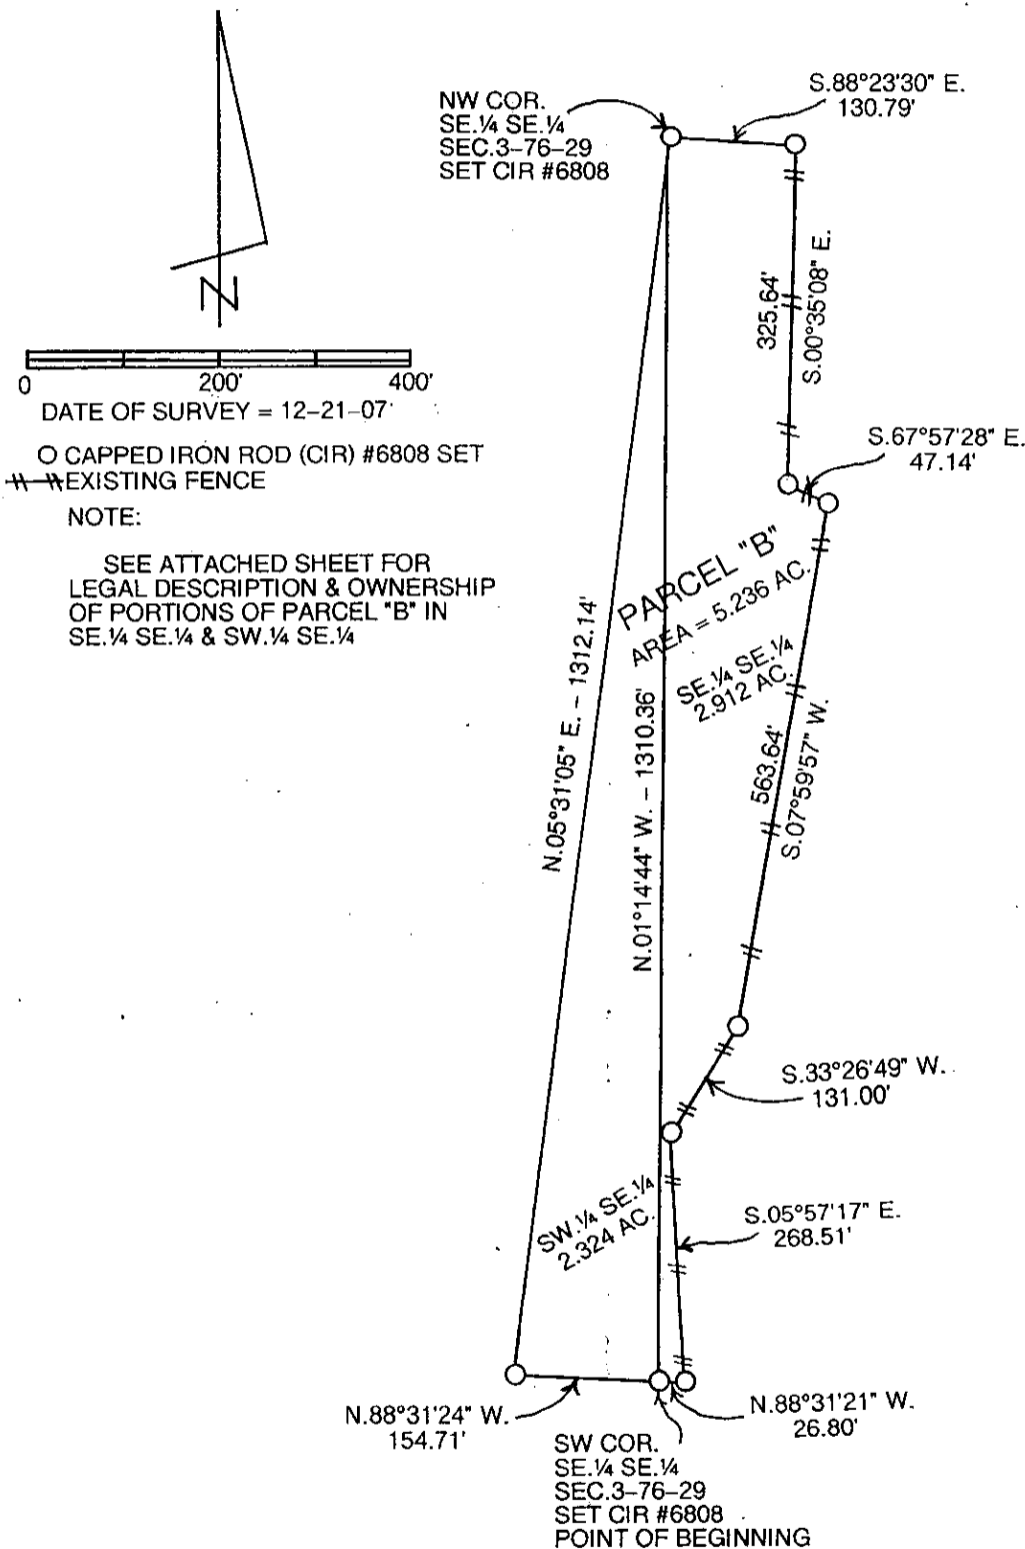 S.88°23'30" E.
130.79'
NW COR.
SE.¼ SE.¼
SEC.3-76-29
SET CIR #6808
N
0 200' 400'
DATE OF SURVEY = 12-21-07
O CAPPED IRON ROD (CIR) #6808 SET
EXISTING FENCE
NOTE:
SEE ATTACHED SHEET FOR
LEGAL DESCRIPTION & OWNERSHIP
OF PORTIONS OF PARCEL "B" IN
SE.¼ SE.¼ & SW.¼ SE.¼
325.64'
S.00°35'08" E.
S.67°57'28" E.
47.14'
PARCEL "B"
AREA = 5.236 AC.
SE.¼ SE.¼
2.912 AC.
N.05°31'05" E. - 1312.14'
N.01°14'44" W. - 1310.36'
563.64'
S.07°59'57" W.
S.33°26'49" W.
131.00'
SW.¼ SE.¼
2.324 AC.
S.05°57'17" E.
268.51'
N.88°31'24" W.
154.71'
N.88°31'21" W.
26.80'
SW COR.
SE.¼ SE.¼
SEC.3-76-29
SET CIR #6808
POINT OF BEGINNING